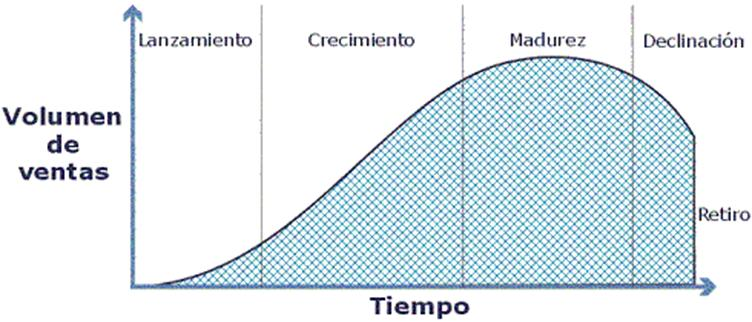 Lanzamiento
Crecimiento
Madurez
Declinación
Volumen
de
ventas
Retiro
Tiempo